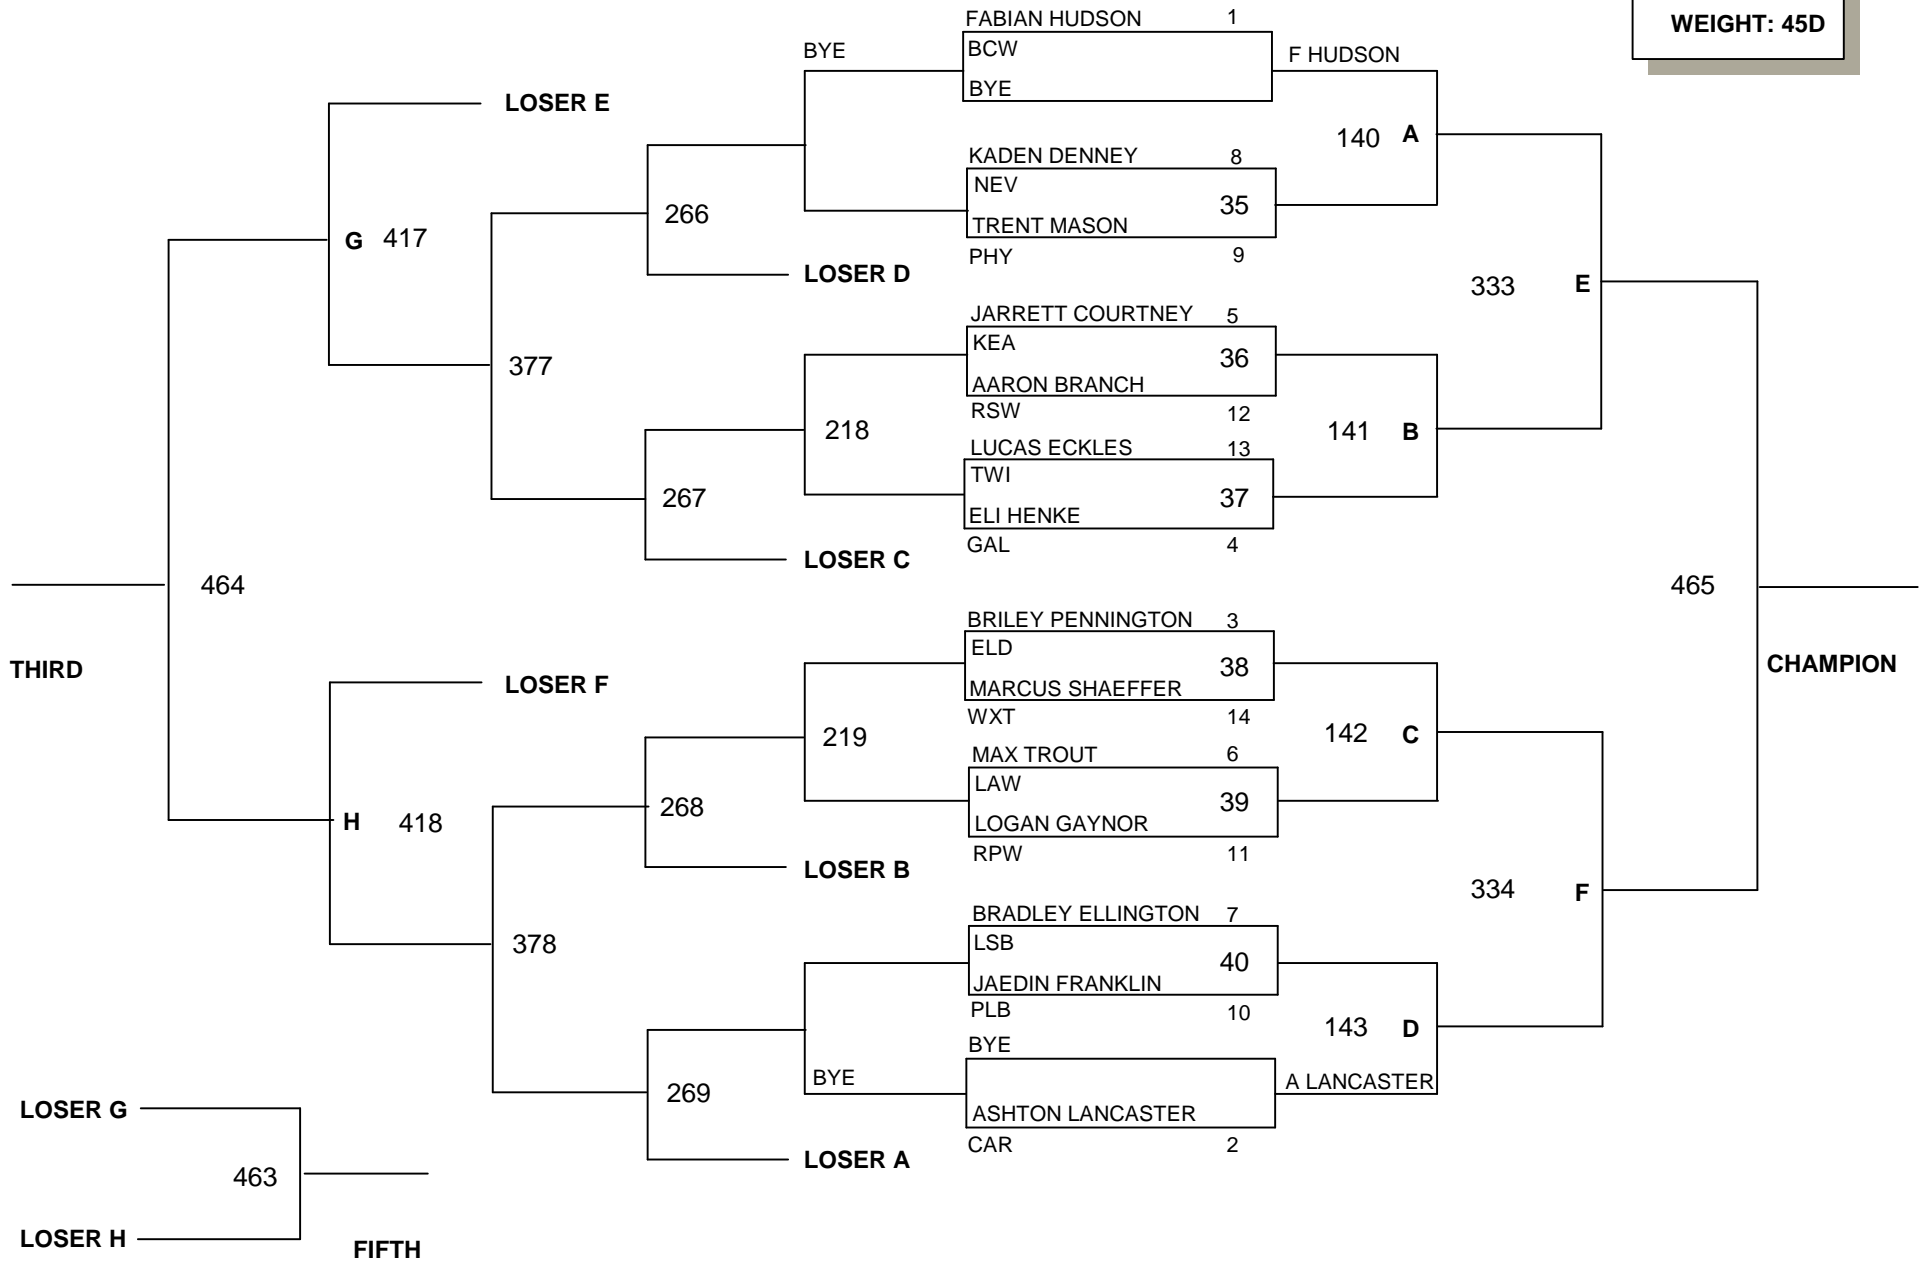 WEIGHT: 45D
FABIAN HUDSON 1
BCW
BYE
BYE
F HUDSON
LOSER E
140 A
KADEN DENNEY 8
NEV
35
TRENT MASON
PHY 9
266
G 417
LOSER D
333 E
JARRETT COURTNEY 5
KEA
36
AARON BRANCH
RSW 12
377
218
141 B
LUCAS ECKLES 13
TWI
37
ELI HENKE
GAL 4
267
LOSER C
464
465
THIRD
CHAMPION
BRILEY PENNINGTON 3
ELD
38
MARCUS SHAEFFER
WXT 14
LOSER F
219
142 C
MAX TROUT 6
LAW
39
LOGAN GAYNOR
RPW 11
268
H 418
LOSER B
334 F
BRADLEY ELLINGTON 7
LSB
40
JAEDIN FRANKLIN
PLB 10
378
143 D
BYE
BYE
A LANCASTER
ASHTON LANCASTER
CAR 2
269
LOSER A
LOSER G
463
LOSER H
FIFTH